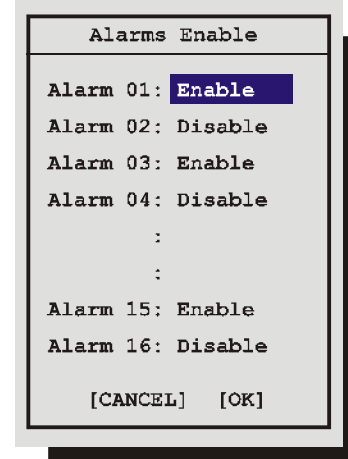 Alarms Enable
Alarm 01: Enable
Alarm 02: Disable
Alarm 03: Enable
Alarm 04: Disable
:
:
Alarm 15: Enable
Alarm 16: Disable
[CANCEL] [OK]